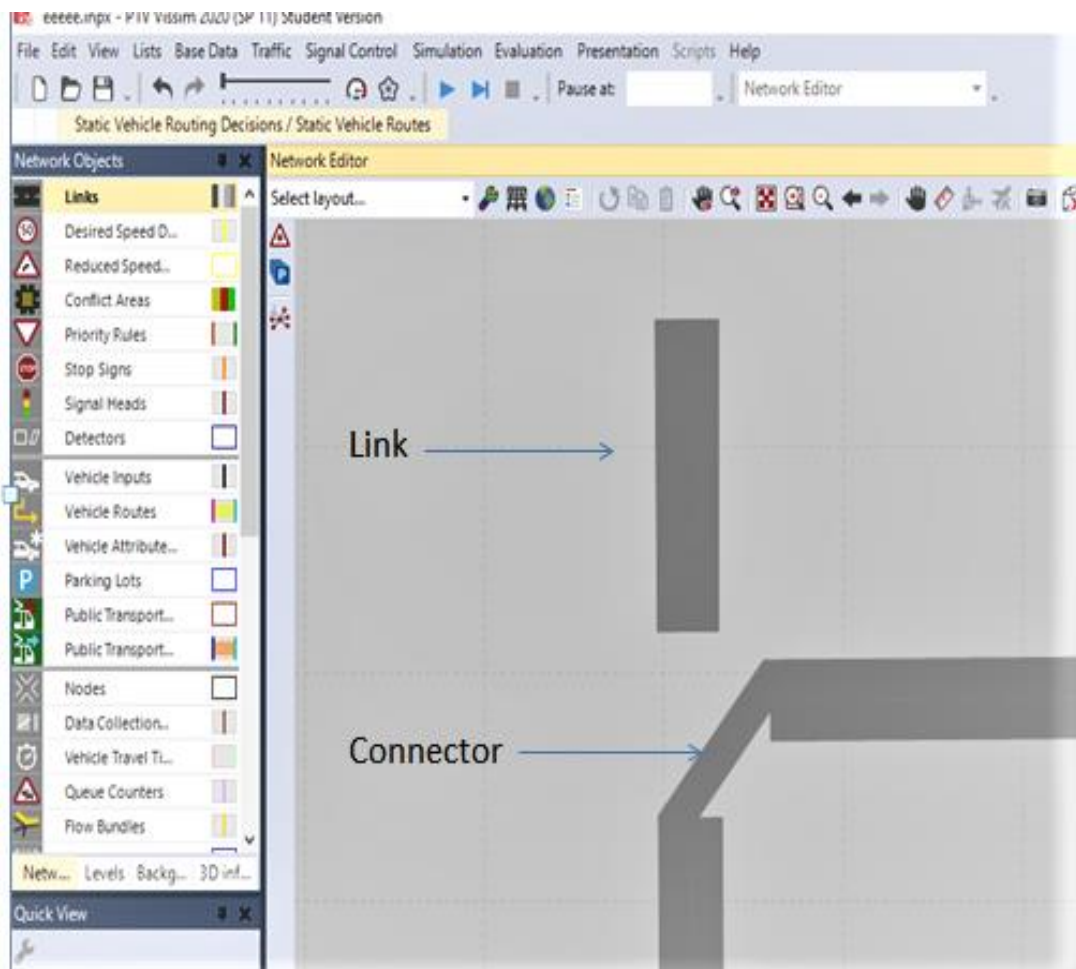 eeeee.inpx - PTV Vissim 2020 (SP 11) Student Version
File Edit View Lists Base Data Traffic Signal Control Simulation Evaluation Presentation Scripts Help
Pause at: Network Editor
Static Vehicle Routing Decisions / Static Vehicle Routes
Network Objects
Network Editor
Links
Select layout...
50 Desired Speed D...
Reduced Speed...
Conflict Areas
Priority Rules
STOP Stop Signs
Signal Heads
Detectors
Vehicle Inputs
Vehicle Routes
Vehicle Attribute...
P Parking Lots
Public Transport...
Public Transport...
Nodes
Data Collection...
Vehicle Travel Ti...
Queue Counters
Flow Bundles
Netw... Levels Backg... 3D inf...
Quick View
Link
Connector